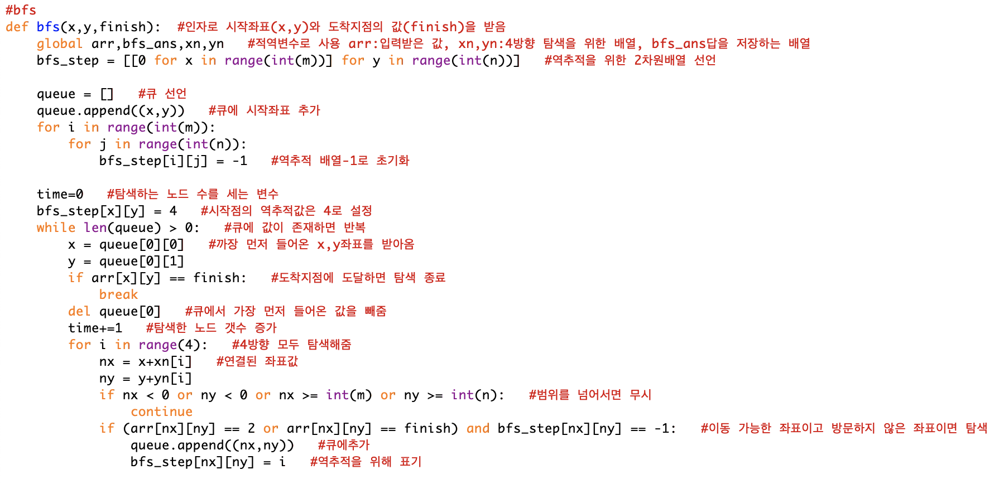 #bfs
def bfs(x,y,finish):  #인자로 시작좌표(x,y)와 도착지점의 값(finish)을 받음
    global arr,bfs_ans,xn,yn   #적역변수로 사용 arr:입력받은 값, xn,yn:4방향 탐색을 위한 배열, bfs_ans답을 저장하는 배열
    bfs_step = [[0 for x in range(int(m))] for y in range(int(n))]   #역추적을 위한 2차원배열 선언
    queue = []   #큐 선언
    queue.append((x,y))   #큐에 시작좌표 추가
    for i in range(int(m)):
        for j in range(int(n)):
            bfs_step[i][j] = -1   #역추적 배열-1로 초기화
    time=0   #탐색하는 노드 수를 세는 변수
    bfs_step[x][y] = 4   #시작점의 역추적값은 4로 설정
    while len(queue) > 0:   #큐에 값이 존재하면 반복
        x = queue[0][0]   #까장 먼저 들어온 x,y좌표를 받아옴
        y = queue[0][1]
        if arr[x][y] == finish:   #도착지점에 도달하면 탐색 종료
            break
        del queue[0]   #큐에서 가장 먼저 들어온 값을 빼줌
        time+=1   #탐색한 노드 갯수 증가
        for i in range(4):   #4방향 모두 탐색해줌
            nx = x+xn[i]   #연결된 좌표값
            ny = y+yn[i]
            if nx < 0 or ny < 0 or nx >= int(m) or ny >= int(n):   #범위를 넘어서면 무시
                continue
            if (arr[nx][ny] == 2 or arr[nx][ny] == finish) and bfs_step[nx][ny] == -1:   #이동 가능한 좌표이고 방문하지 않은 좌표이면 탐색
                queue.append((nx,ny))   #큐에추가
                bfs_step[nx][ny] = i   #역추적을 위해 표기